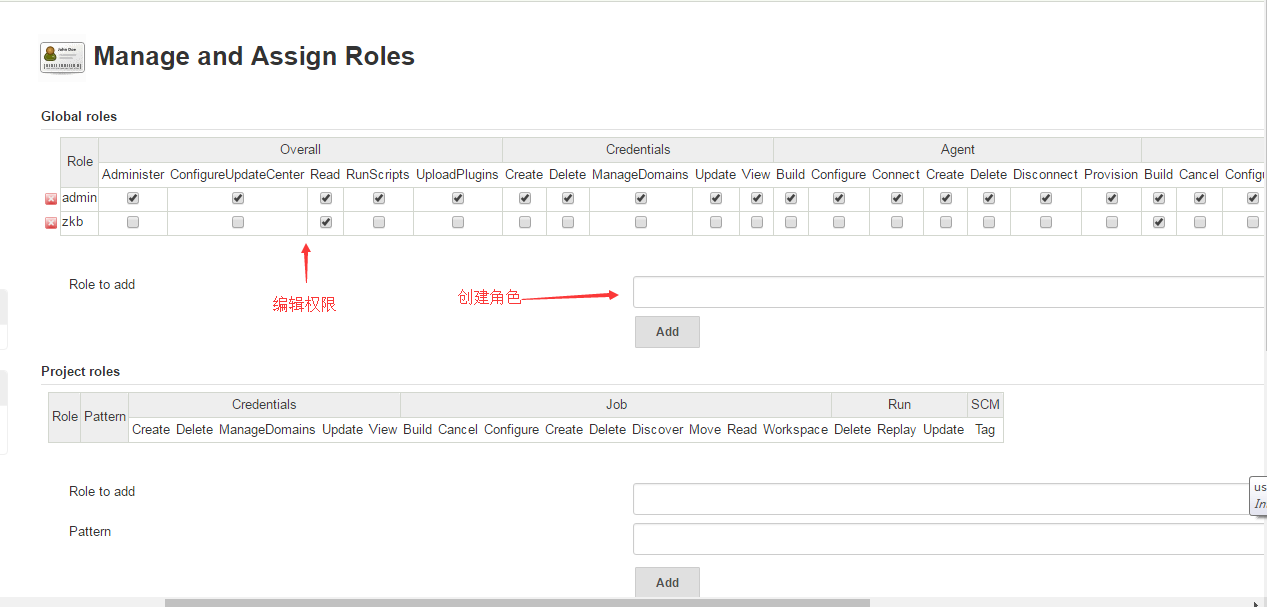 Manage and Assign Roles
Global roles
Role
Overall
Credentials
Agent
Administer ConfigureUpdateCenter Read RunScripts UploadPlugins Create Delete ManageDomains Update View Build Configure Connect Create Delete Disconnect Provision Build Cancel Configu
admin
zkb
Role to add
编辑权限
创建角色
Add
Project roles
Role Pattern
Credentials
Job
Run
SCM
Create Delete ManageDomains Update View Build Cancel Configure Create Delete Discover Move Read Workspace Delete Replay Update Tag
Role to add
us
In
Pattern
Add